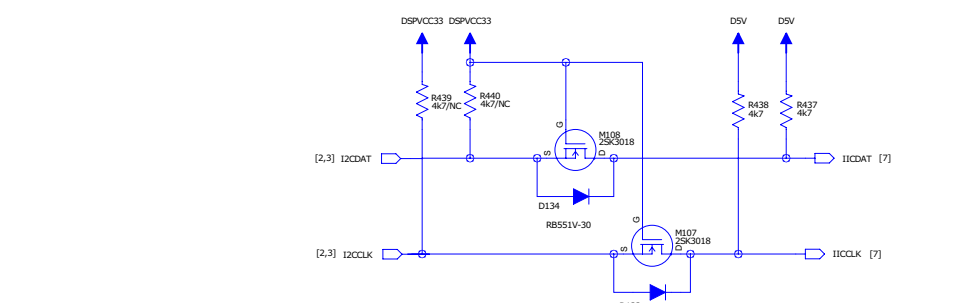 DSPVCC33 DSPVCC33 D5V D5V
R439 4k7/NC
R440 4k7/NC
R438 4k7
R437 4k7
G
M108
2SK3018
S D
[2,3] I2CDAT
IICDAT [7]
D134
RB551V-30
G
M107
2SK3018
S D
[2,3] I2CCLK
IICCLK [7]